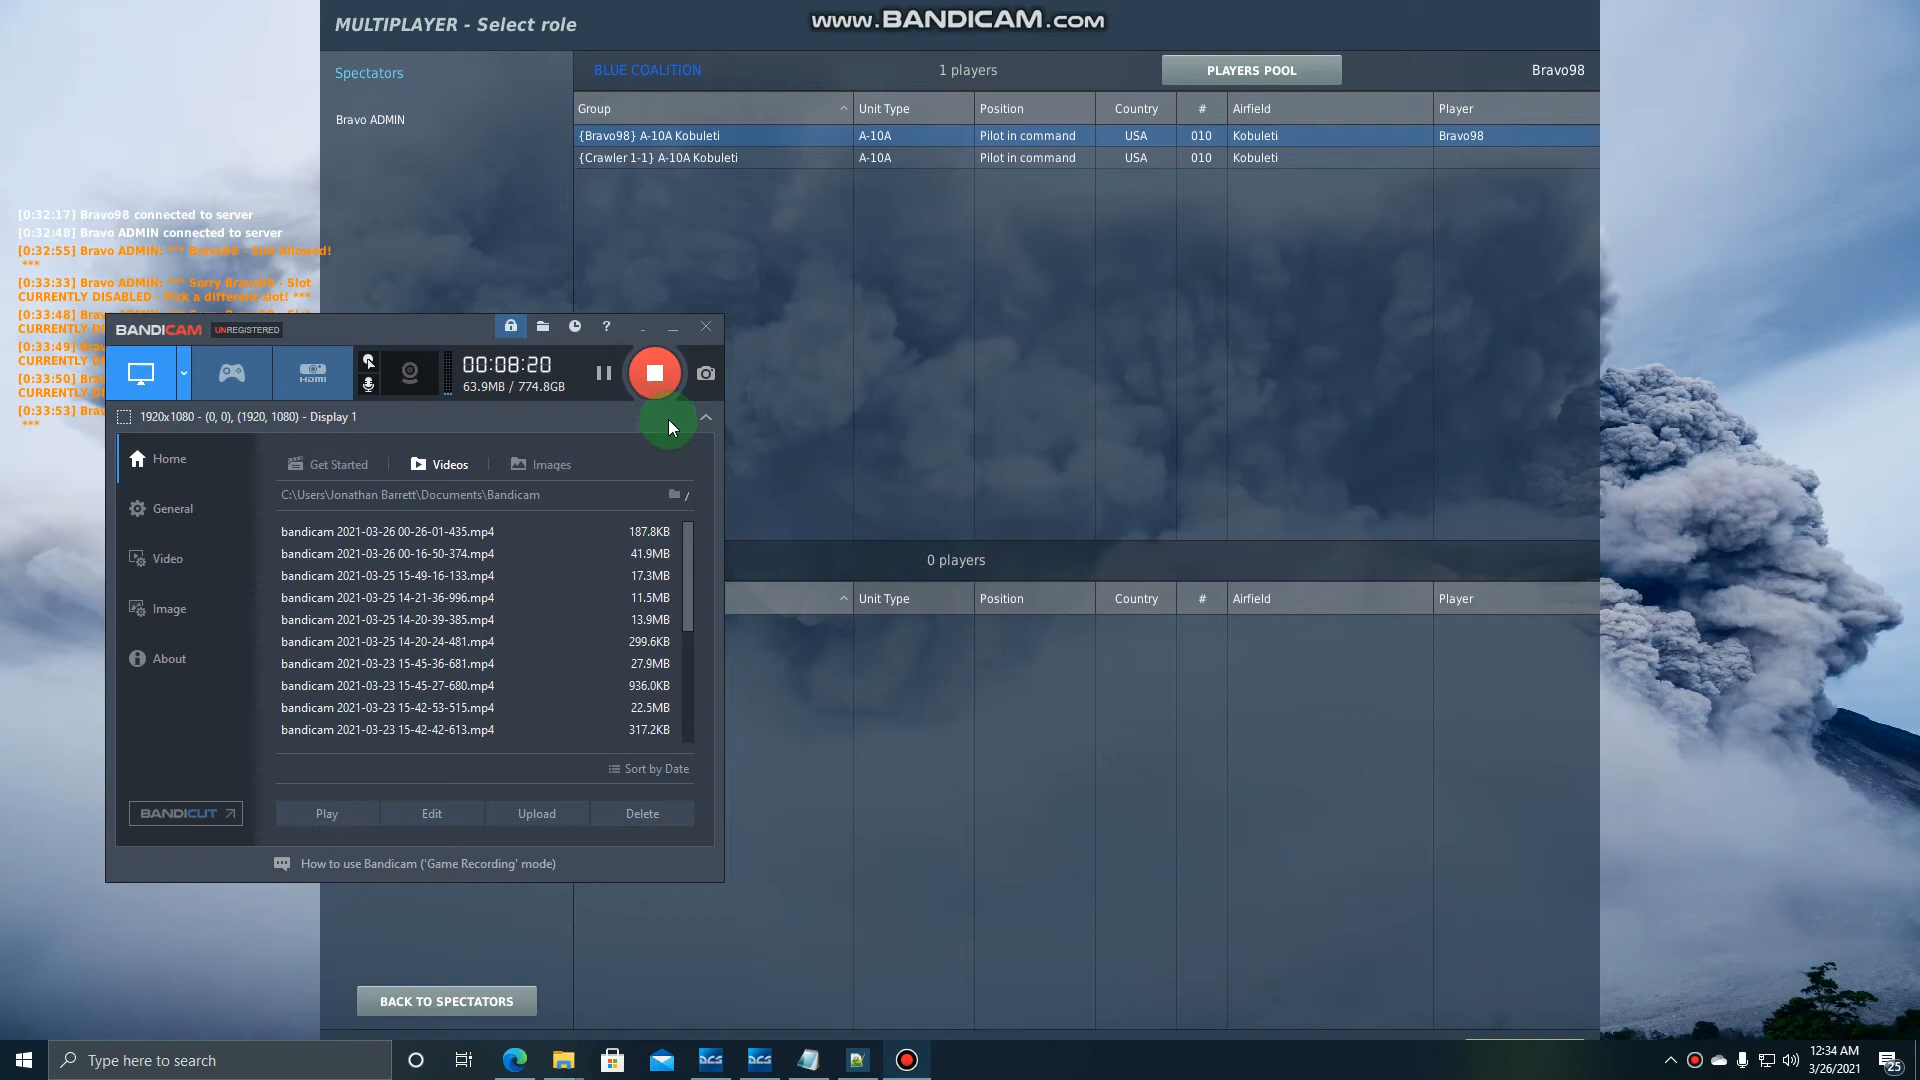 MULTIPLAYER - Select role
www.BANDICAM.com
Spectators
BLUE COALITION
1 players
PLAYERS POOL
Bravo98
Bravo ADMIN
Group Unit Type Position Country # Airfield Player
{Bravo98} A-10A Kobuleti A-10A Pilot in command USA 010 Kobuleti Bravo98
{Crawler 1-1} A-10A Kobuleti A-10A Pilot in command USA 010 Kobuleti
[0:32:17] Bravo98 connected to server
[0:32:48] Bravo ADMIN connected to server
[0:32:55] Bravo ADMIN: *** Bravo98 - Slot Allowed!
***
[0:33:33] Bravo ADMIN: *** Sorry Bravo98 - Slot
CURRENTLY DISABLED - Pick a different slot! ***
[0:33:48] Bra
CURRENTLY D
[0:33:49] Bra
CURRENTLY D
[0:33:50] Bra
CURRENTLY D
[0:33:53] Bra
***
BANDICAM UNREGISTERED
?
HDMI
00:08:20
63.9MB / 774.8GB
1920x1080 - (0, 0), (1920, 1080) - Display 1
Home
General
Video
Image
About
BANDICUT
Get Started
Videos
Images
C:\Users\Jonathan Barrett\Documents\Bandicam
/
bandicam 2021-03-26 00-26-01-435.mp4 187.8KB
bandicam 2021-03-26 00-16-50-374.mp4 41.9MB
bandicam 2021-03-25 15-49-16-133.mp4 17.3MB
bandicam 2021-03-25 14-21-36-996.mp4 11.5MB
bandicam 2021-03-25 14-20-39-385.mp4 13.9MB
bandicam 2021-03-25 14-20-24-481.mp4 299.6KB
bandicam 2021-03-23 15-45-36-681.mp4 27.9MB
bandicam 2021-03-23 15-45-27-680.mp4 936.0KB
bandicam 2021-03-23 15-42-53-515.mp4 22.5MB
bandicam 2021-03-23 15-42-42-613.mp4 317.2KB
Sort by Date
Play Edit Upload Delete
How to use Bandicam ('Game Recording' mode)
0 players
Unit Type Position Country # Airfield Player
BACK TO SPECTATORS
Type here to search
DCS
DCS
12:34 AM
3/26/2021
25